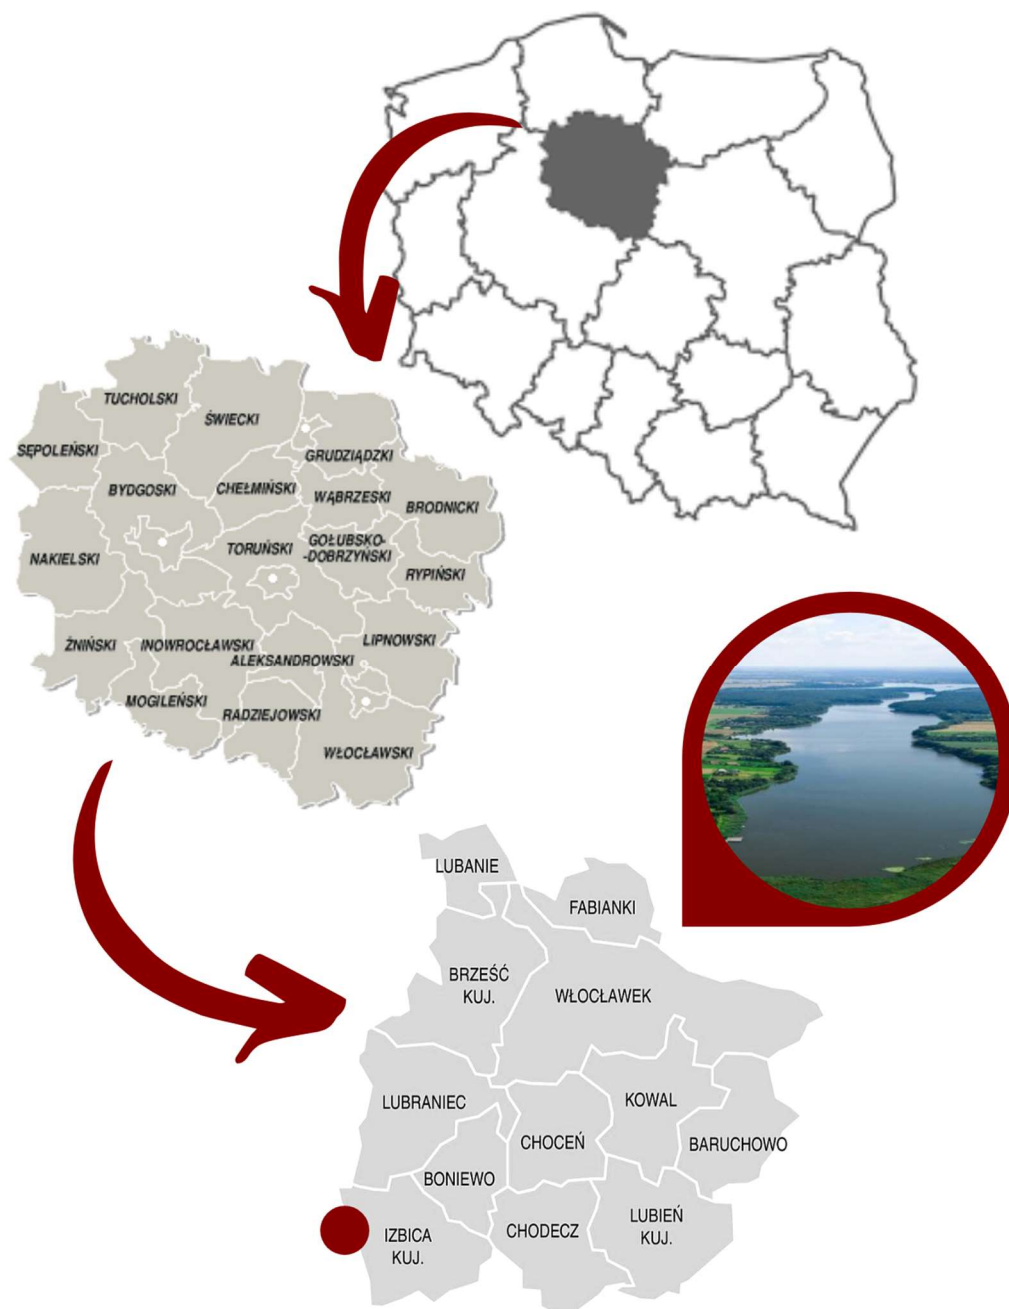 TUCHOLSKI
ŚWIECKI
SĘPOLEŃSKI
GRUDZIĄDZKI
BYDGOSKI
CHEŁMIŃSKI
WĄBRZESKI
BRODNICKI
NAKIELSKI
TORUŃSKI
GOŁUBSKO-
-DOBRZYŃSKI
RYPIŃSKI
ŻNIŃSKI
INOWROCŁAWSKI
LIPNOWSKI
ALEKSANDROWSKI
MOGILEŃSKI
RADZIEJOWSKI
WŁOCŁAWSKI
LUBANIE
FABIANKI
BRZEŚĆ
KUJ.
WŁOCŁAWEK
LUBRANIEC
KOWAL
CHOCEŃ
BARUCHOWO
BONIEWO
IZBICA
KUJ.
CHODECZ
LUBIEŃ
KUJ.